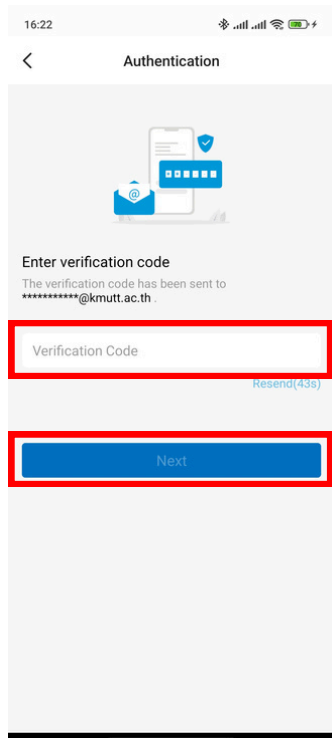 16:22
Authentication
@
Enter verification code
The verification code has been sent to
***********@kmutt.ac.th .
Verification Code
Resend(43s)
Next